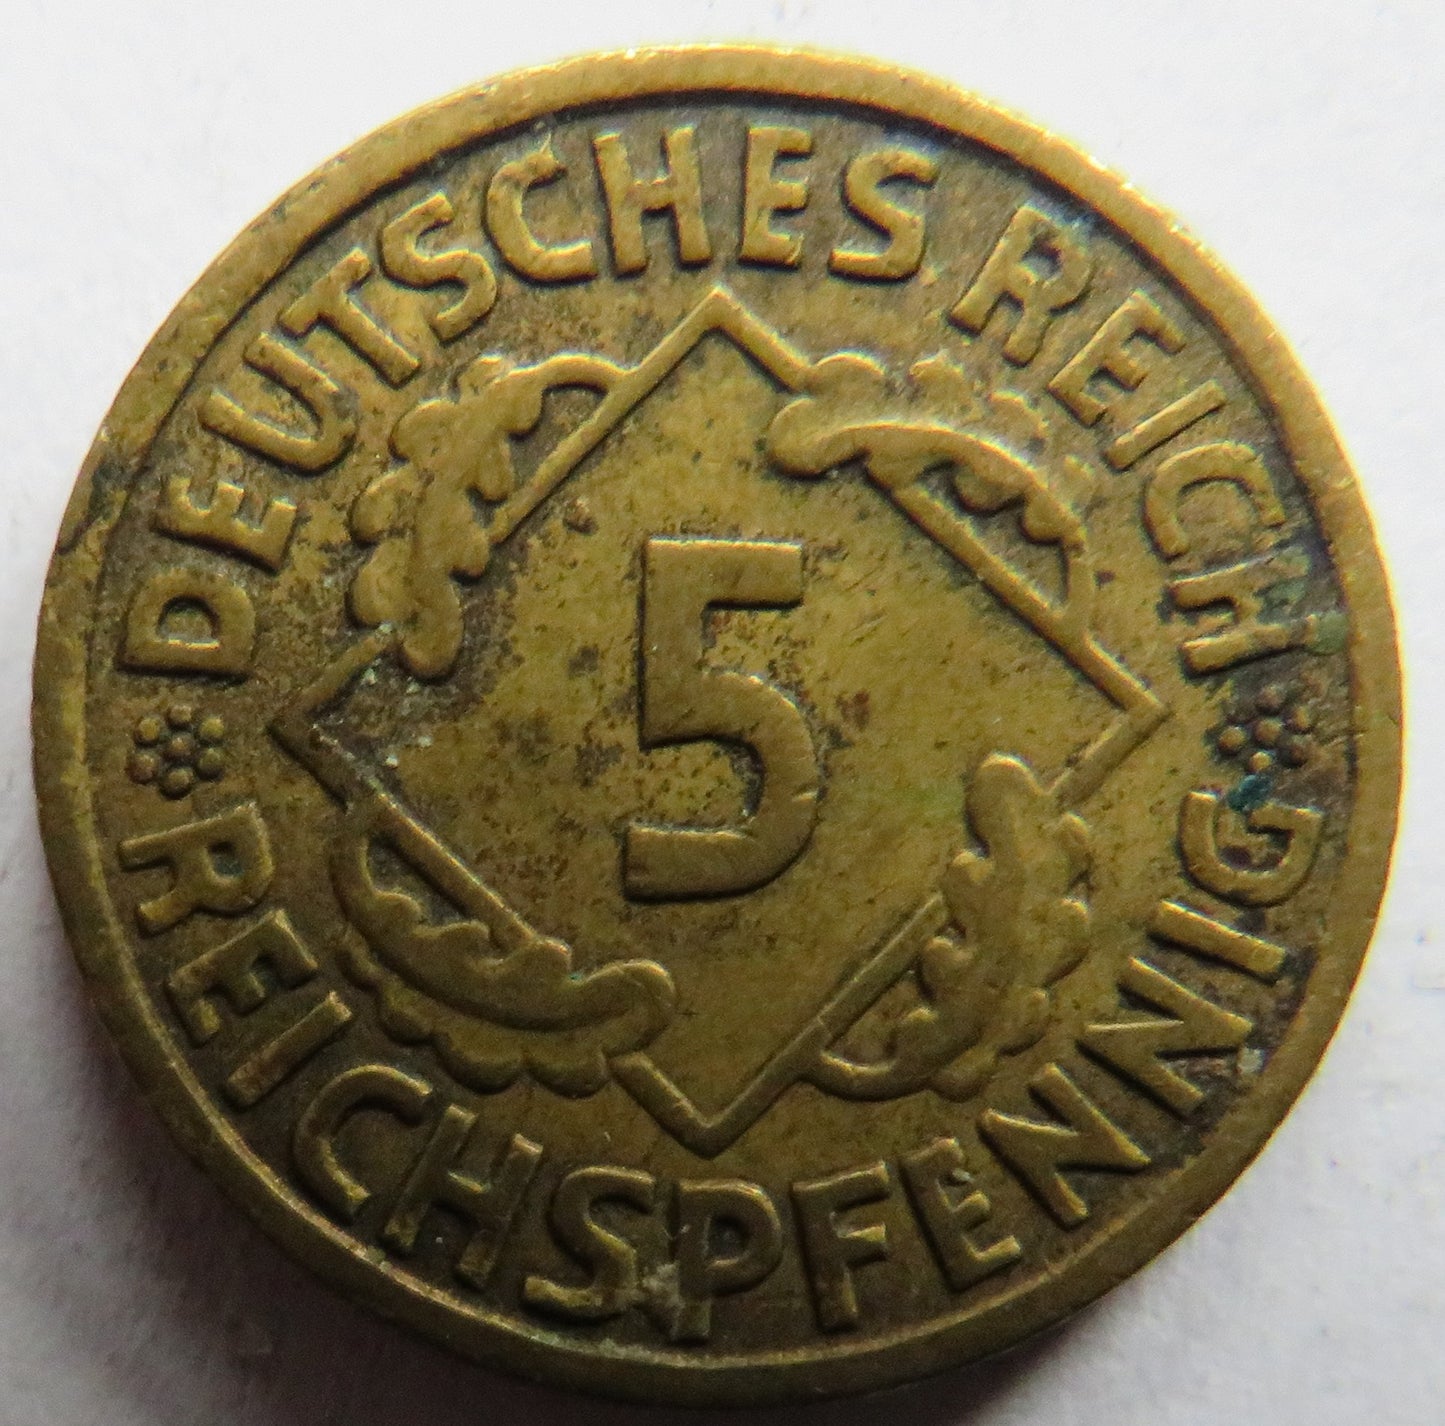 DEUTSCHES REICH
5
REICHSPFENNIG